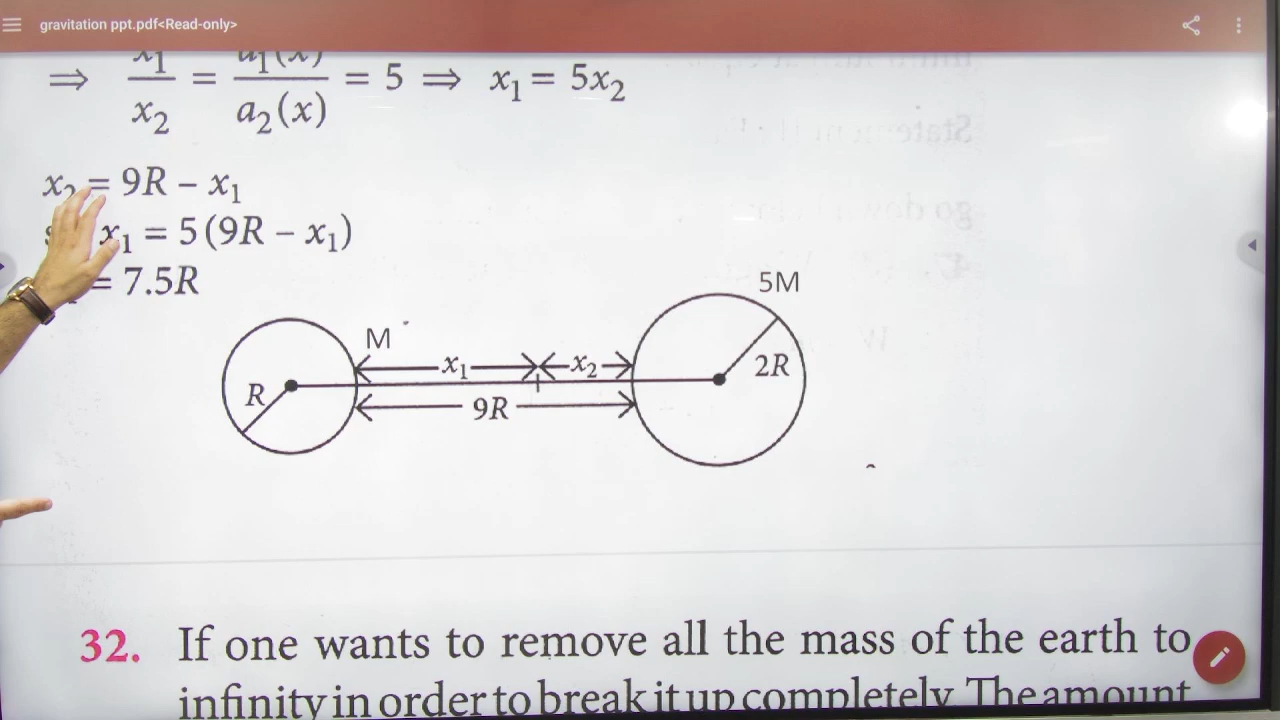 gravitation ppt.pdf<Read-only>
⇒ x₁/x₂ = a₁(x)/a₂(x) = 5 ⇒ x₁ = 5x₂
x₂ = 9R − x₁
x₁ = 5(9R − x₁)
= 7.5R
5M
M
x₁ x₂
R 2R
9R
32. If one wants to remove all the mass of the earth to
infinity in order to break it up completely. The amount